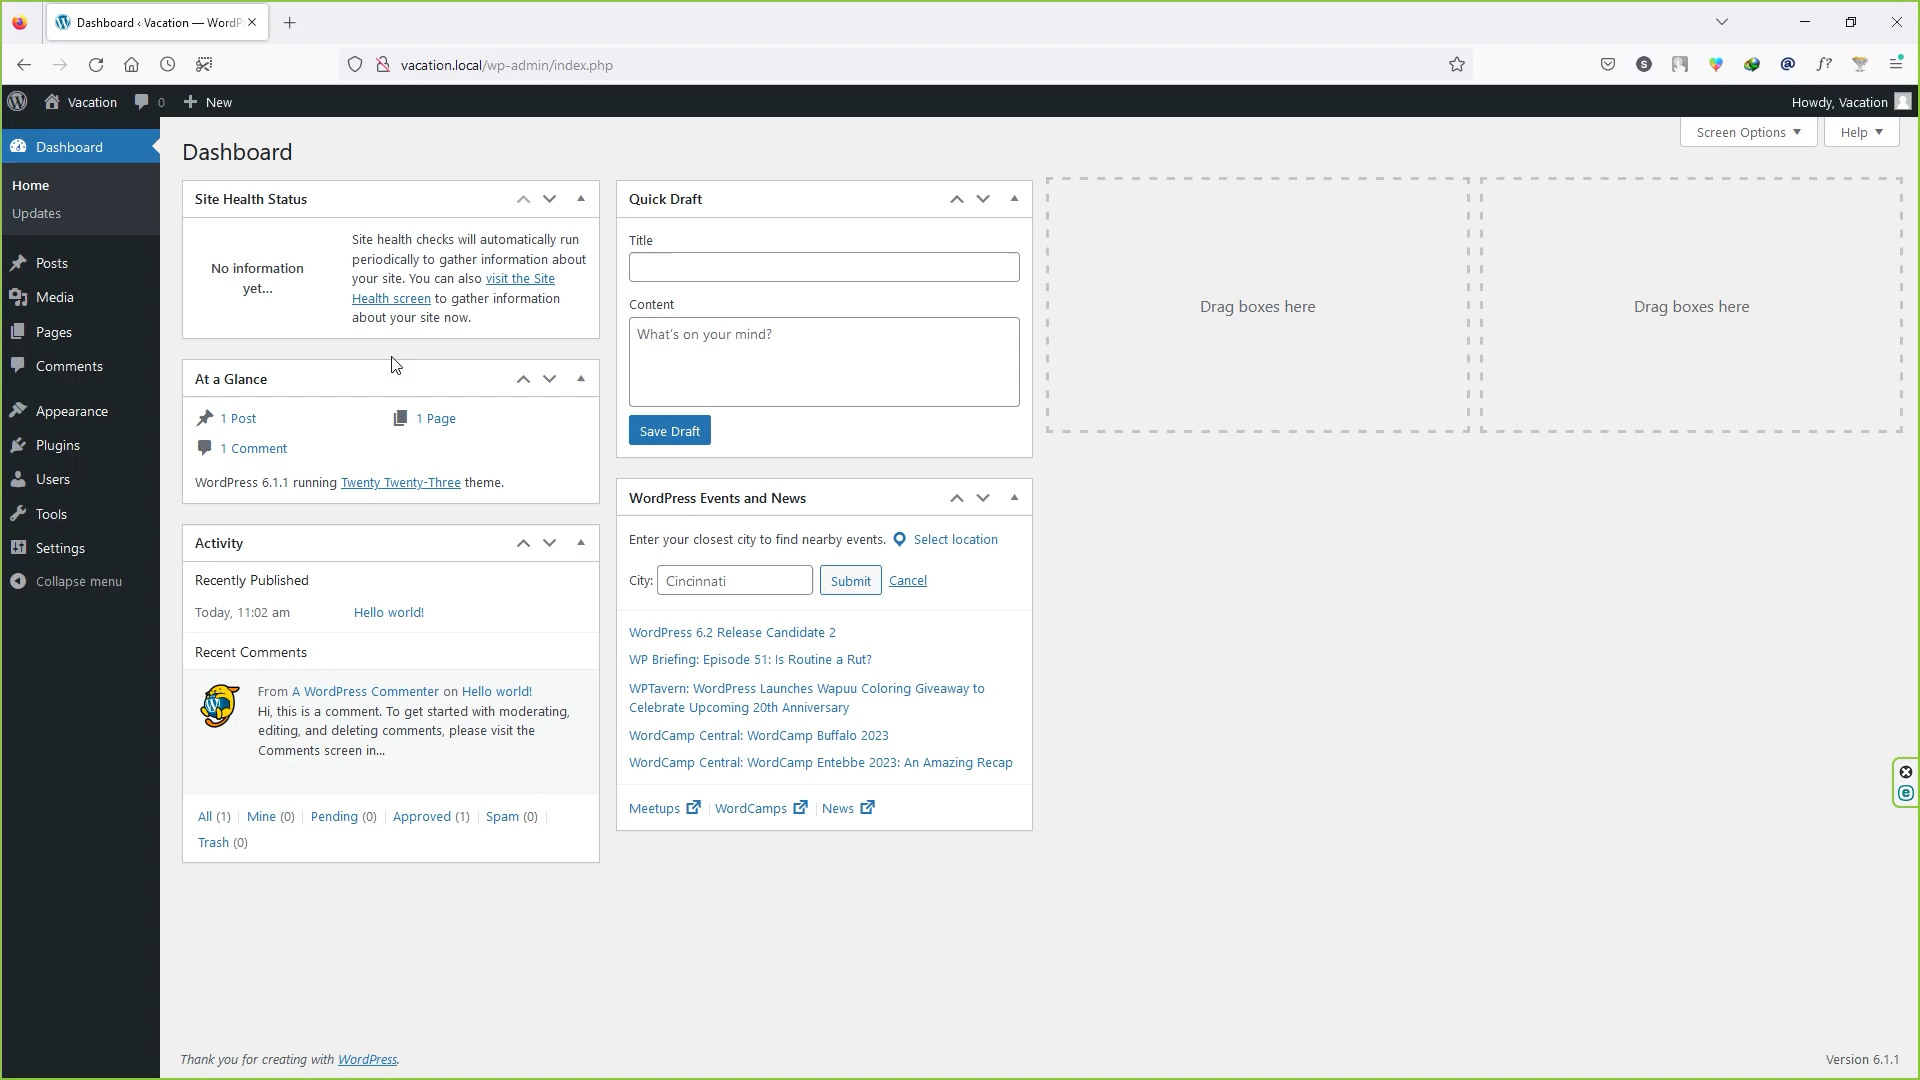 Dashboard ‹ Vacation — WordP
vacation.local/wp-admin/index.php
S
f?
Vacation
0
New
Howdy, Vacation
Dashboard
Home
Updates
Posts
Media
Pages
Comments
Appearance
Plugins
Users
Tools
Settings
Collapse menu
Screen Options
Help
Dashboard
Site Health Status
No information
yet...
Site health checks will automatically run
periodically to gather information about
your site. You can also visit the Site
Health screen to gather information
about your site now.
At a Glance
1 Post
1 Page
1 Comment
WordPress 6.1.1 running Twenty Twenty-Three theme.
Activity
Recently Published
Today, 11:02 am
Hello world!
Recent Comments
From A WordPress Commenter on Hello world!
Hi, this is a comment. To get started with moderating,
editing, and deleting comments, please visit the
Comments screen in...
All (1) | Mine (0) | Pending (0) | Approved (1) | Spam (0) |
Trash (0)
Quick Draft
Title
Content
What's on your mind?
Save Draft
WordPress Events and News
Enter your closest city to find nearby events. Select location
City: Cincinnati Submit Cancel
WordPress 6.2 Release Candidate 2
WP Briefing: Episode 51: Is Routine a Rut?
WPTavern: WordPress Launches Wapuu Coloring Giveaway to
Celebrate Upcoming 20th Anniversary
WordCamp Central: WordCamp Buffalo 2023
WordCamp Central: WordCamp Entebbe 2023: An Amazing Recap
Meetups | WordCamps | News
Drag boxes here
Drag boxes here
Thank you for creating with WordPress.
Version 6.1.1